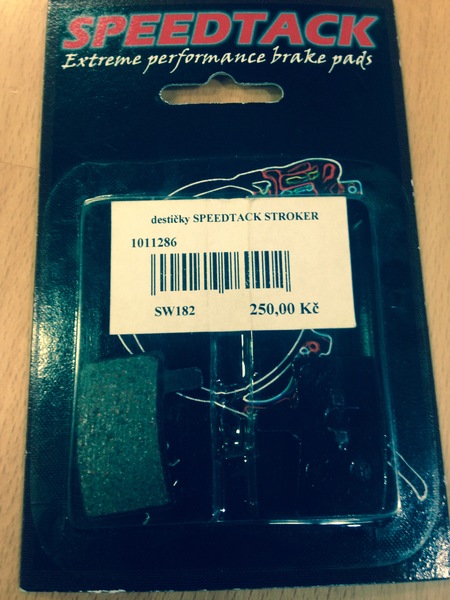 SPEEDTACK
Extreme performance brake pads
destičky SPEEDTACK STROKER
1011286
SW182 250,00 Kč